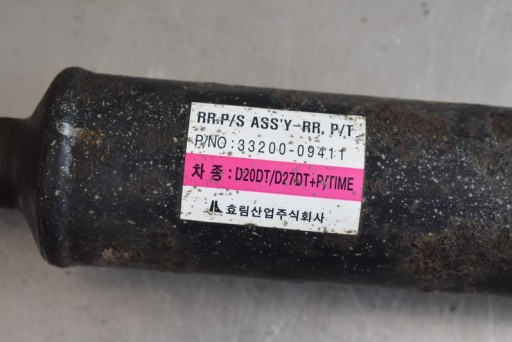 RR.P/S ASS'Y-RR, P/T
P/NO: 33200-09411
차 종 : D20DT/D27DT+P/TIME
효림산업주식회사